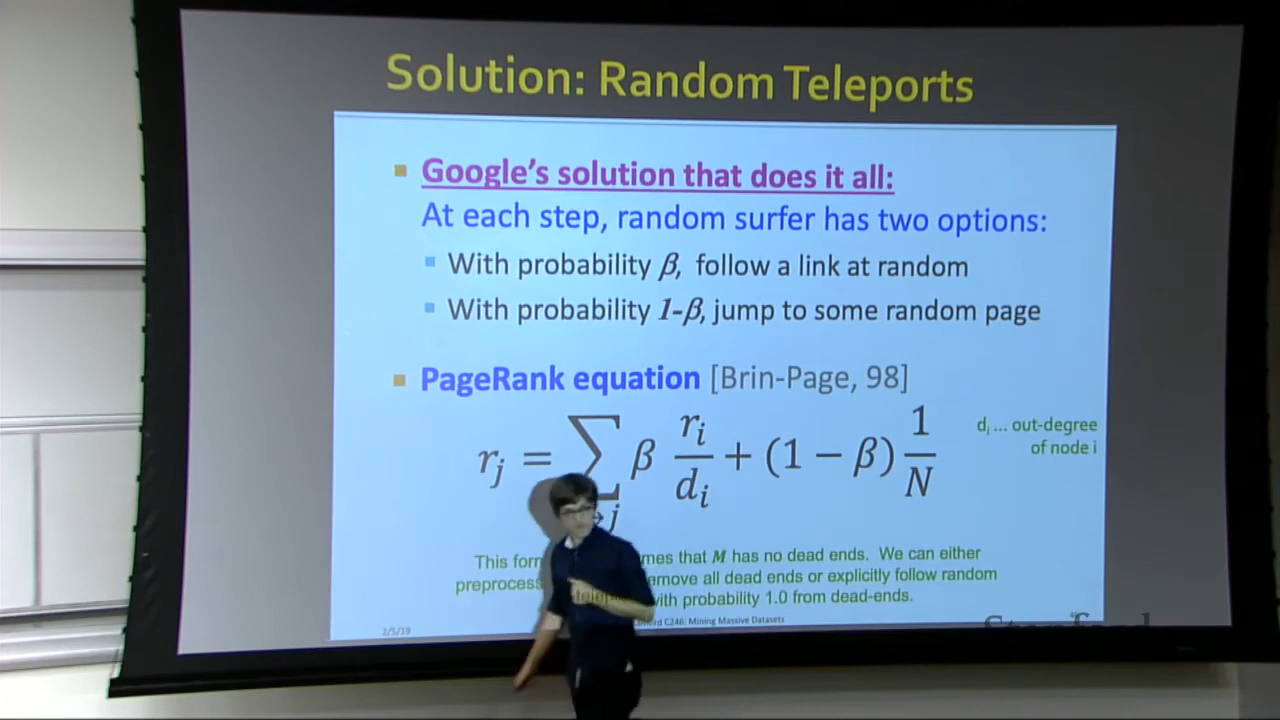 Solution: Random Teleports
Google's solution that does it all:
At each step, random surfer has two options:
With probability β, follow a link at random
With probability 1-β, jump to some random page
PageRank equation [Brin-Page, 98]
r_j = ∑ β r_i/d_i + (1 − β) 1/N
→j
d_i ... out-degree
of node i
This for mes that M has no dead ends. We can either
preprocess emove all dead ends or explicitly follow random
telep with probability 1.0 from dead-ends.
2/5/19
C246: Mining Massive Datasets